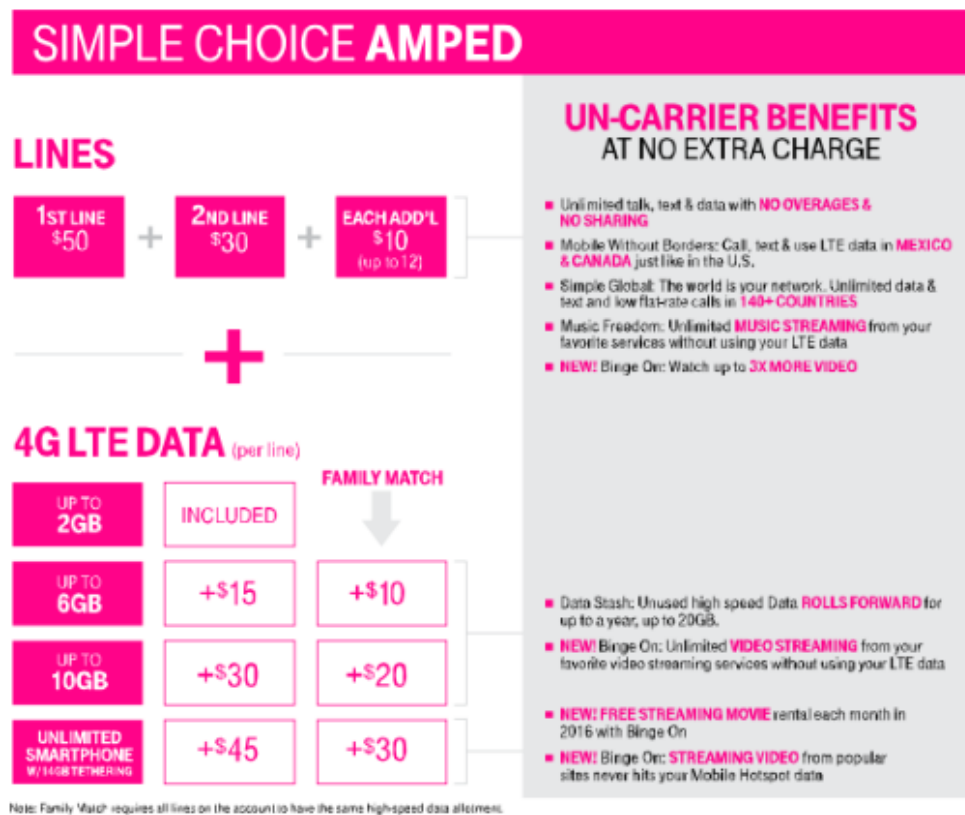 SIMPLE CHOICE AMPED
LINES
1ST LINE
$50
+
2ND LINE
$30
+
EACH ADD'L
$10
(up to 12)
+
4G LTE DATA (per line)
FAMILY MATCH
UP TO
2GB
INCLUDED
UP TO
6GB
+$15
+$10
UP TO
10GB
+$30
+$20
UNLIMITED
SMARTPHONE
W/14GB TETHERING
+$45
+$30
UN-CARRIER BENEFITS
AT NO EXTRA CHARGE
Unlimited talk, text & data with NO OVERAGES &
NO SHARING
Mobile Without Borders: Call, text & use LTE data in MEXICO
& CANADA just like in the U.S.
Simple Global: The world is your network. Unlimited data &
text and low flat-rate calls in 140+ COUNTRIES
Music Freedom: Unlimited MUSIC STREAMING from your
favorite services without using your LTE data
NEW! Binge On: Watch up to 3X MORE VIDEO
Data Stash: Unused high speed Data ROLLS FORWARD for
up to a year, up to 20GB.
NEW! Binge On: Unlimited VIDEO STREAMING from your
favorite video streaming services without using your LTE data
NEW! FREE STREAMING MOVIE rental each month in
2016 with Binge On
NEW! Binge On: STREAMING VIDEO from popular
sites never hits your Mobile Hotspot data
Note: Family Match requires all lines on the account to have the same high-speed data allotment.